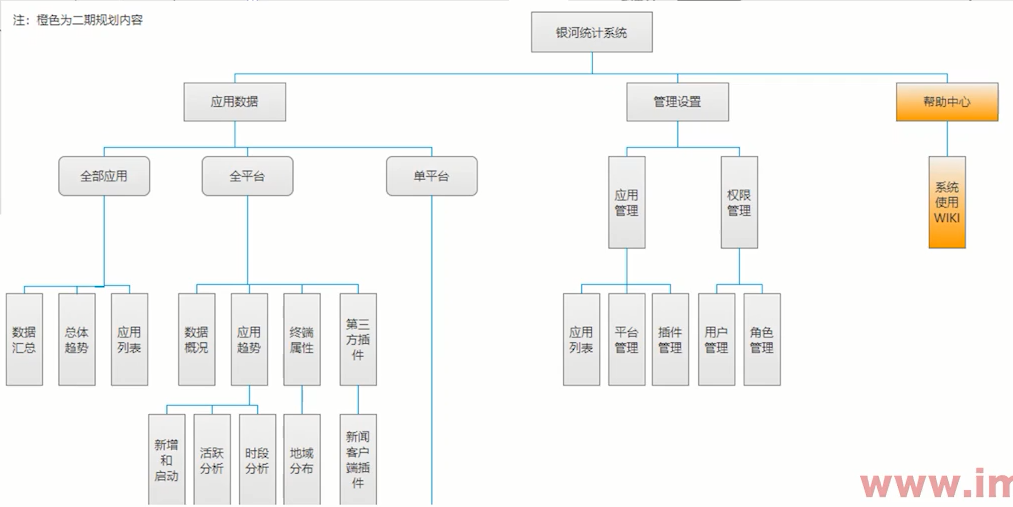 注：橙色为二期规划内容
银河统计系统
应用数据
管理设置
帮助中心
全部应用
全平台
单平台
应用
管理
权限
管理
系统
使用
WIKI
数据
汇总
总体
趋势
应用
列表
数据
概况
应用
趋势
终端
属性
第三
方插
件
应用
列表
平台
管理
插件
管理
用户
管理
角色
管理
新增
和
启动
活跃
分析
时段
分析
地域
分布
新闻
客户
端插
件
www.im